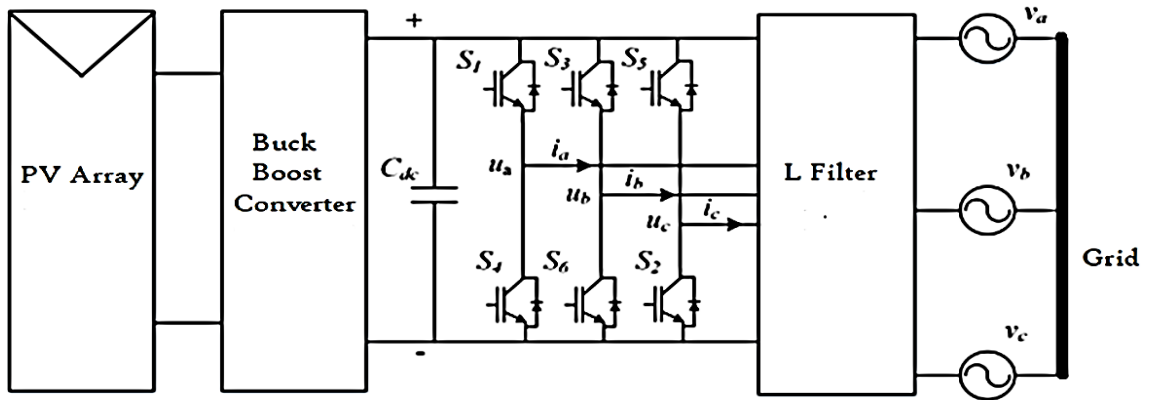 PV Array
Buck
Boost
Converter
+
-
C_dc
S_1
S_3
S_5
u_a
i_a
u_b
i_b
u_c
i_c
S_4
S_6
S_2
L Filter
v_a
v_b
v_c
Grid